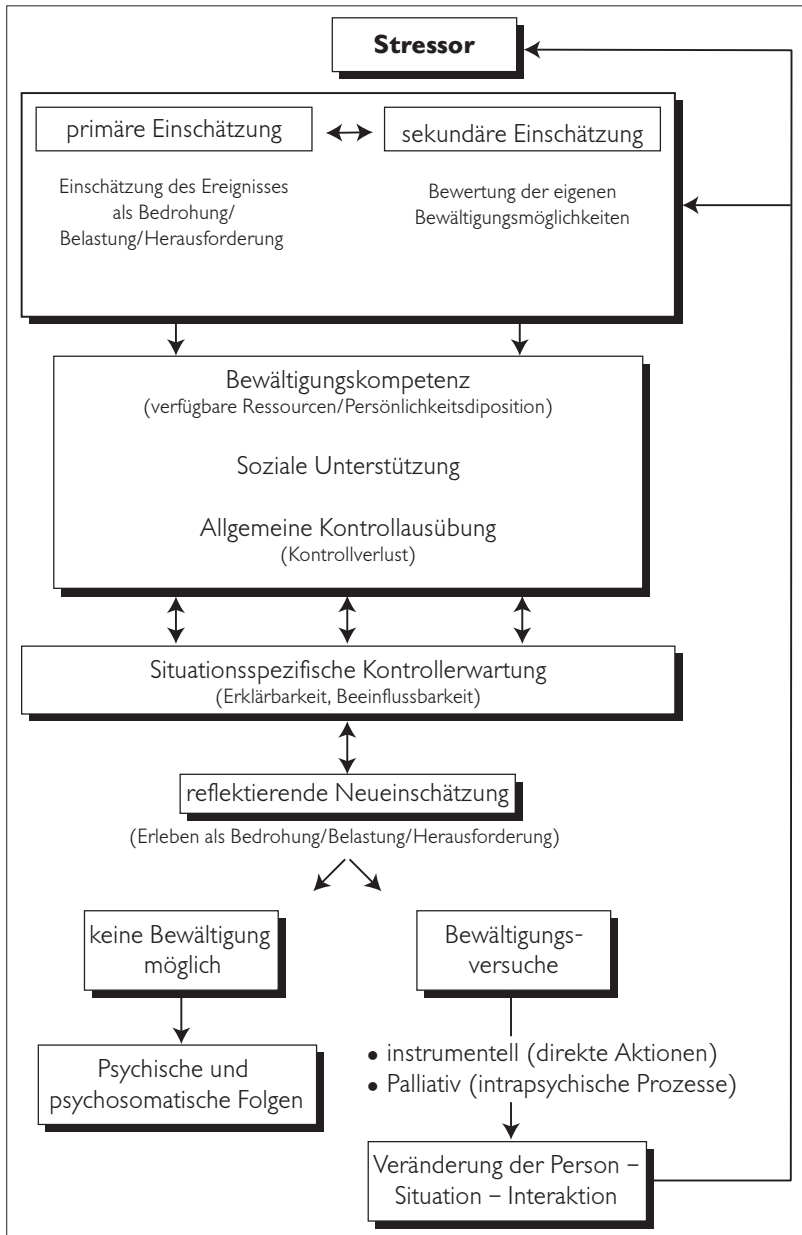 Stressor
primäre Einschätzung
sekundäre Einschätzung
Einschätzung des Ereignisses
als Bedrohung/
Belastung/Herausforderung
Bewertung der eigenen
Bewältigungsmöglichkeiten
Bewältigungskompetenz
(verfügbare Ressourcen/Persönlichkeitsdiposition)
Soziale Unterstützung
Allgemeine Kontrollausübung
(Kontrollverlust)
Situationsspezifische Kontrollerwartung
(Erklärbarkeit, Beeinflussbarkeit)
reflektierende Neueinschätzung
(Erleben als Bedrohung/Belastung/Herausforderung)
keine Bewältigung
möglich
Bewältigungs-
versuche
Psychische und
psychosomatische Folgen
• instrumentell (direkte Aktionen)
• Palliativ (intrapsychische Prozesse)
Veränderung der Person –
Situation – Interaktion